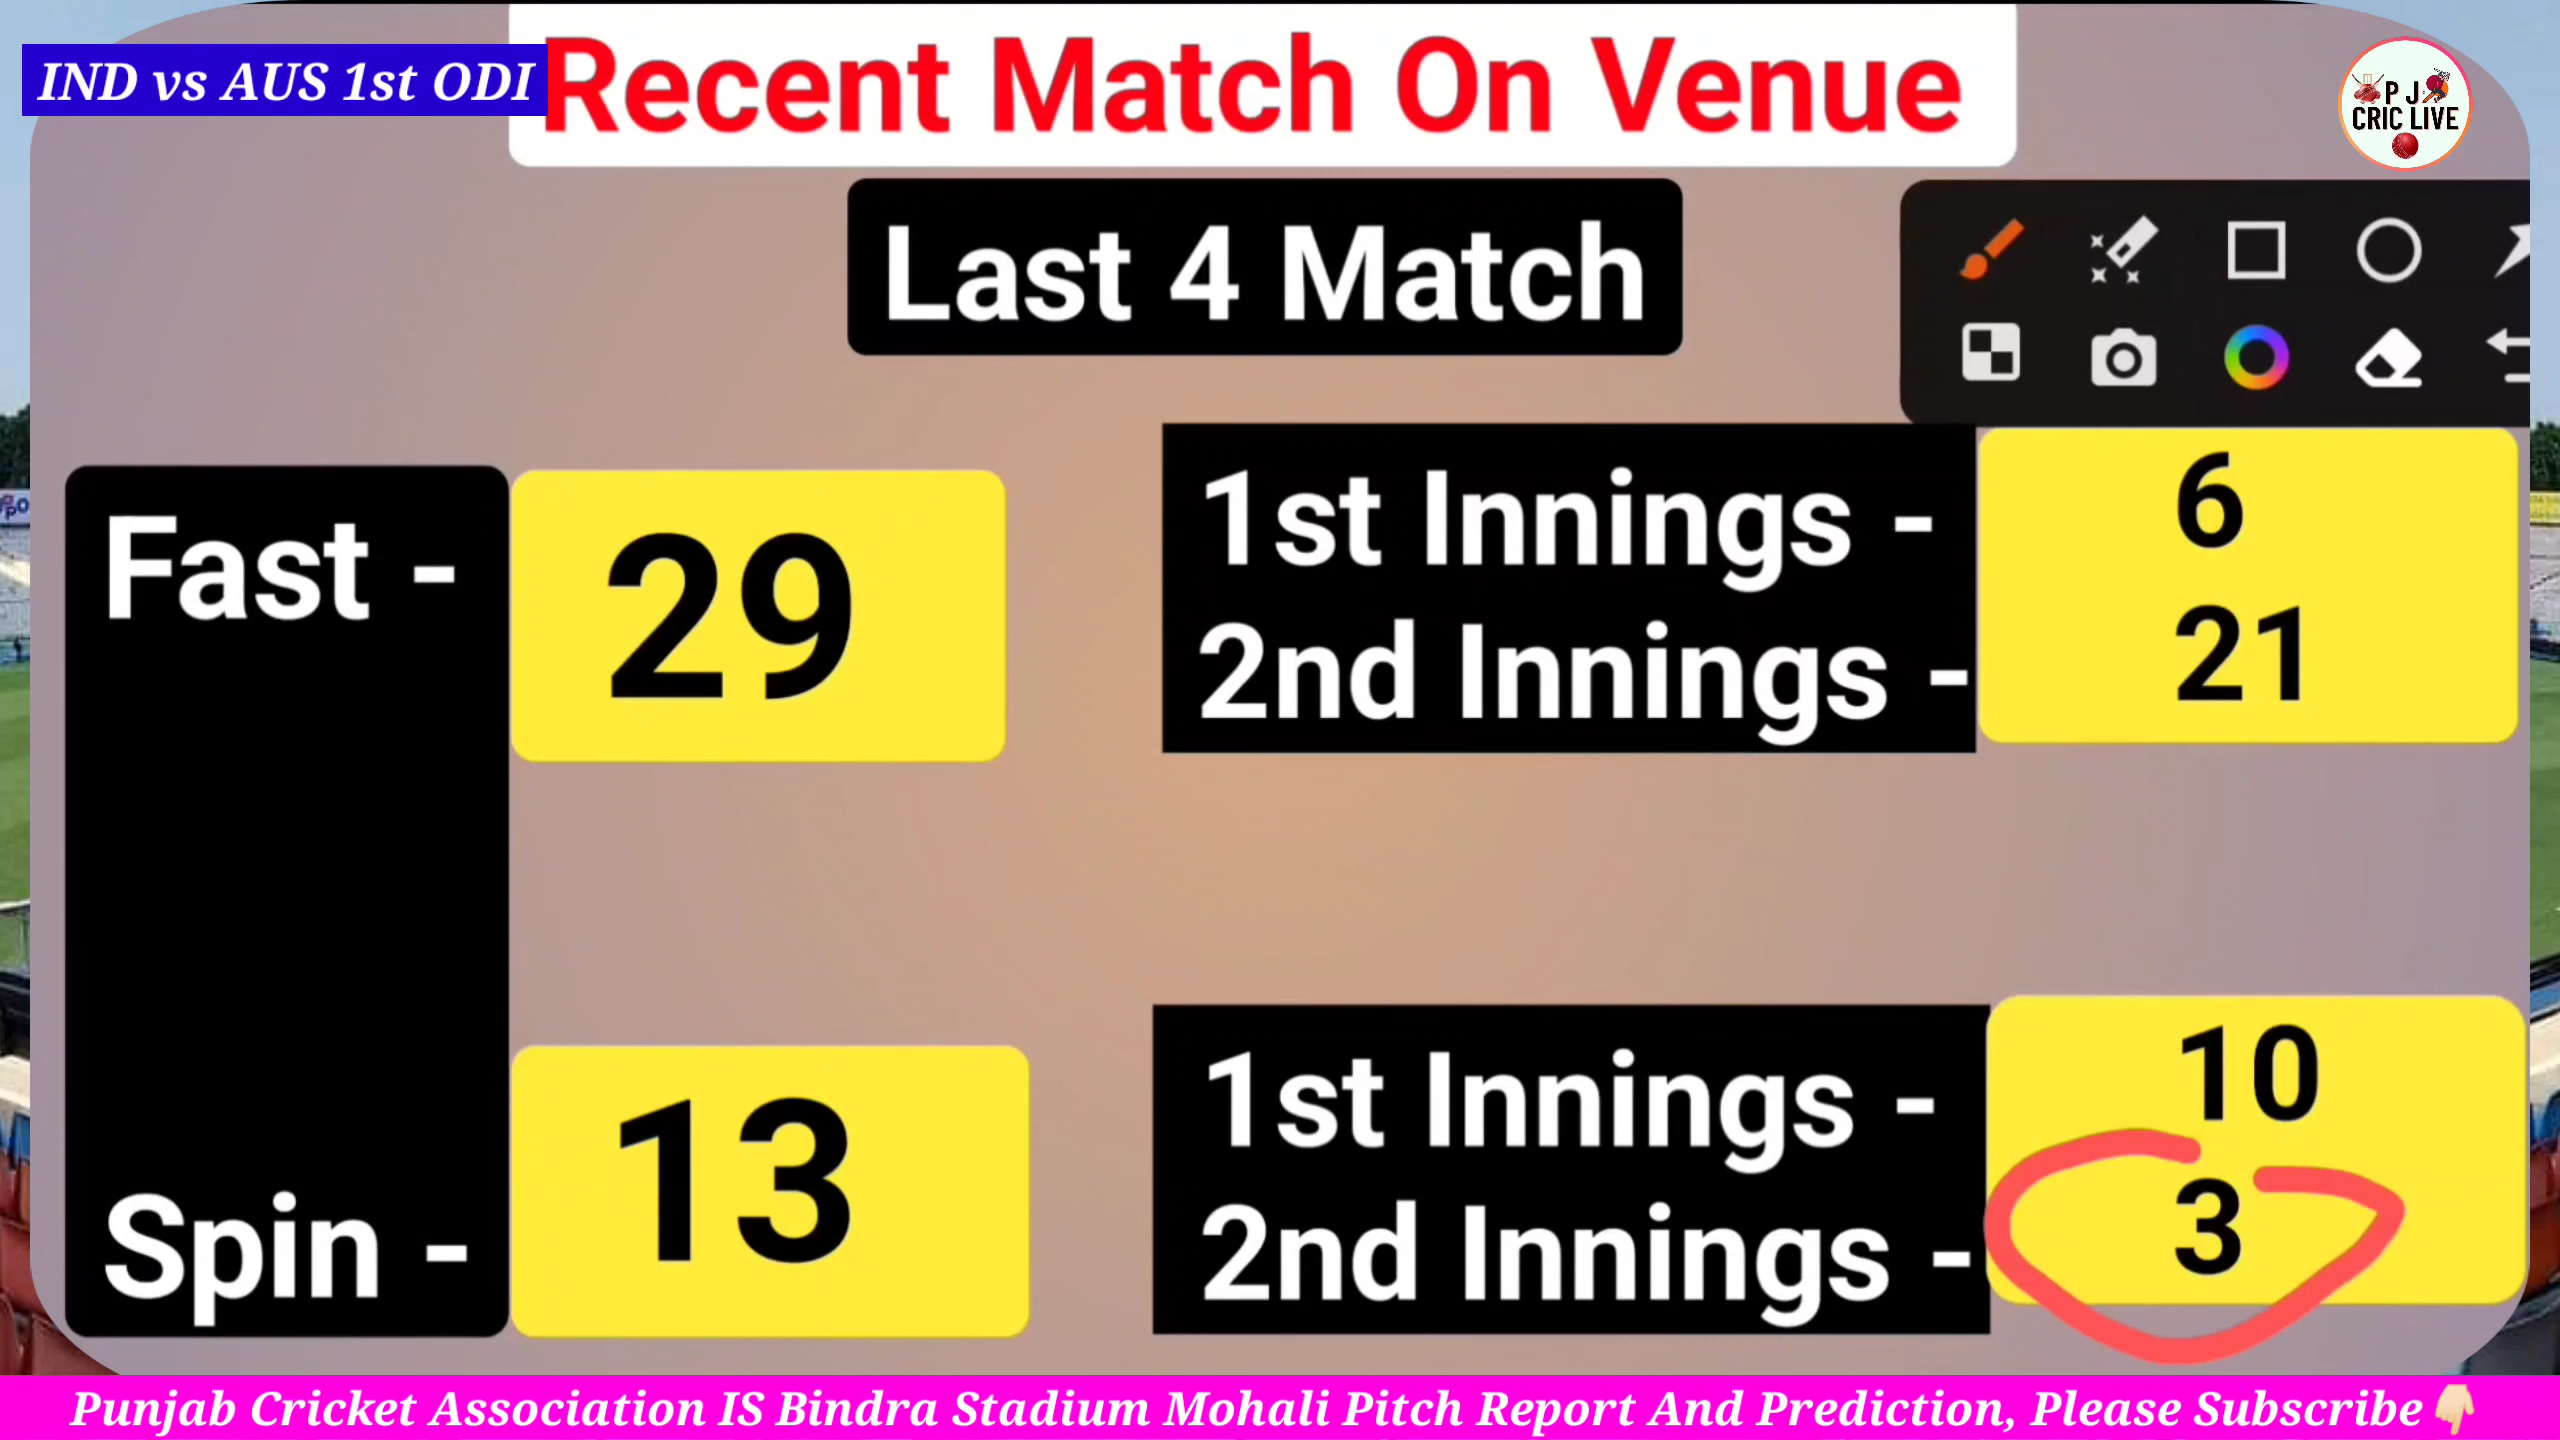 IND vs AUS 1st ODI
Recent Match On Venue
P J
CRIC LIVE
Last 4 Match
Fast -
29
1st Innings -
6
2nd Innings -
21
Spin -
13
1st Innings -
10
2nd Innings -
3
Punjab Cricket Association IS Bindra Stadium Mohali Pitch Report And Prediction, Please Subscribe👇🏻